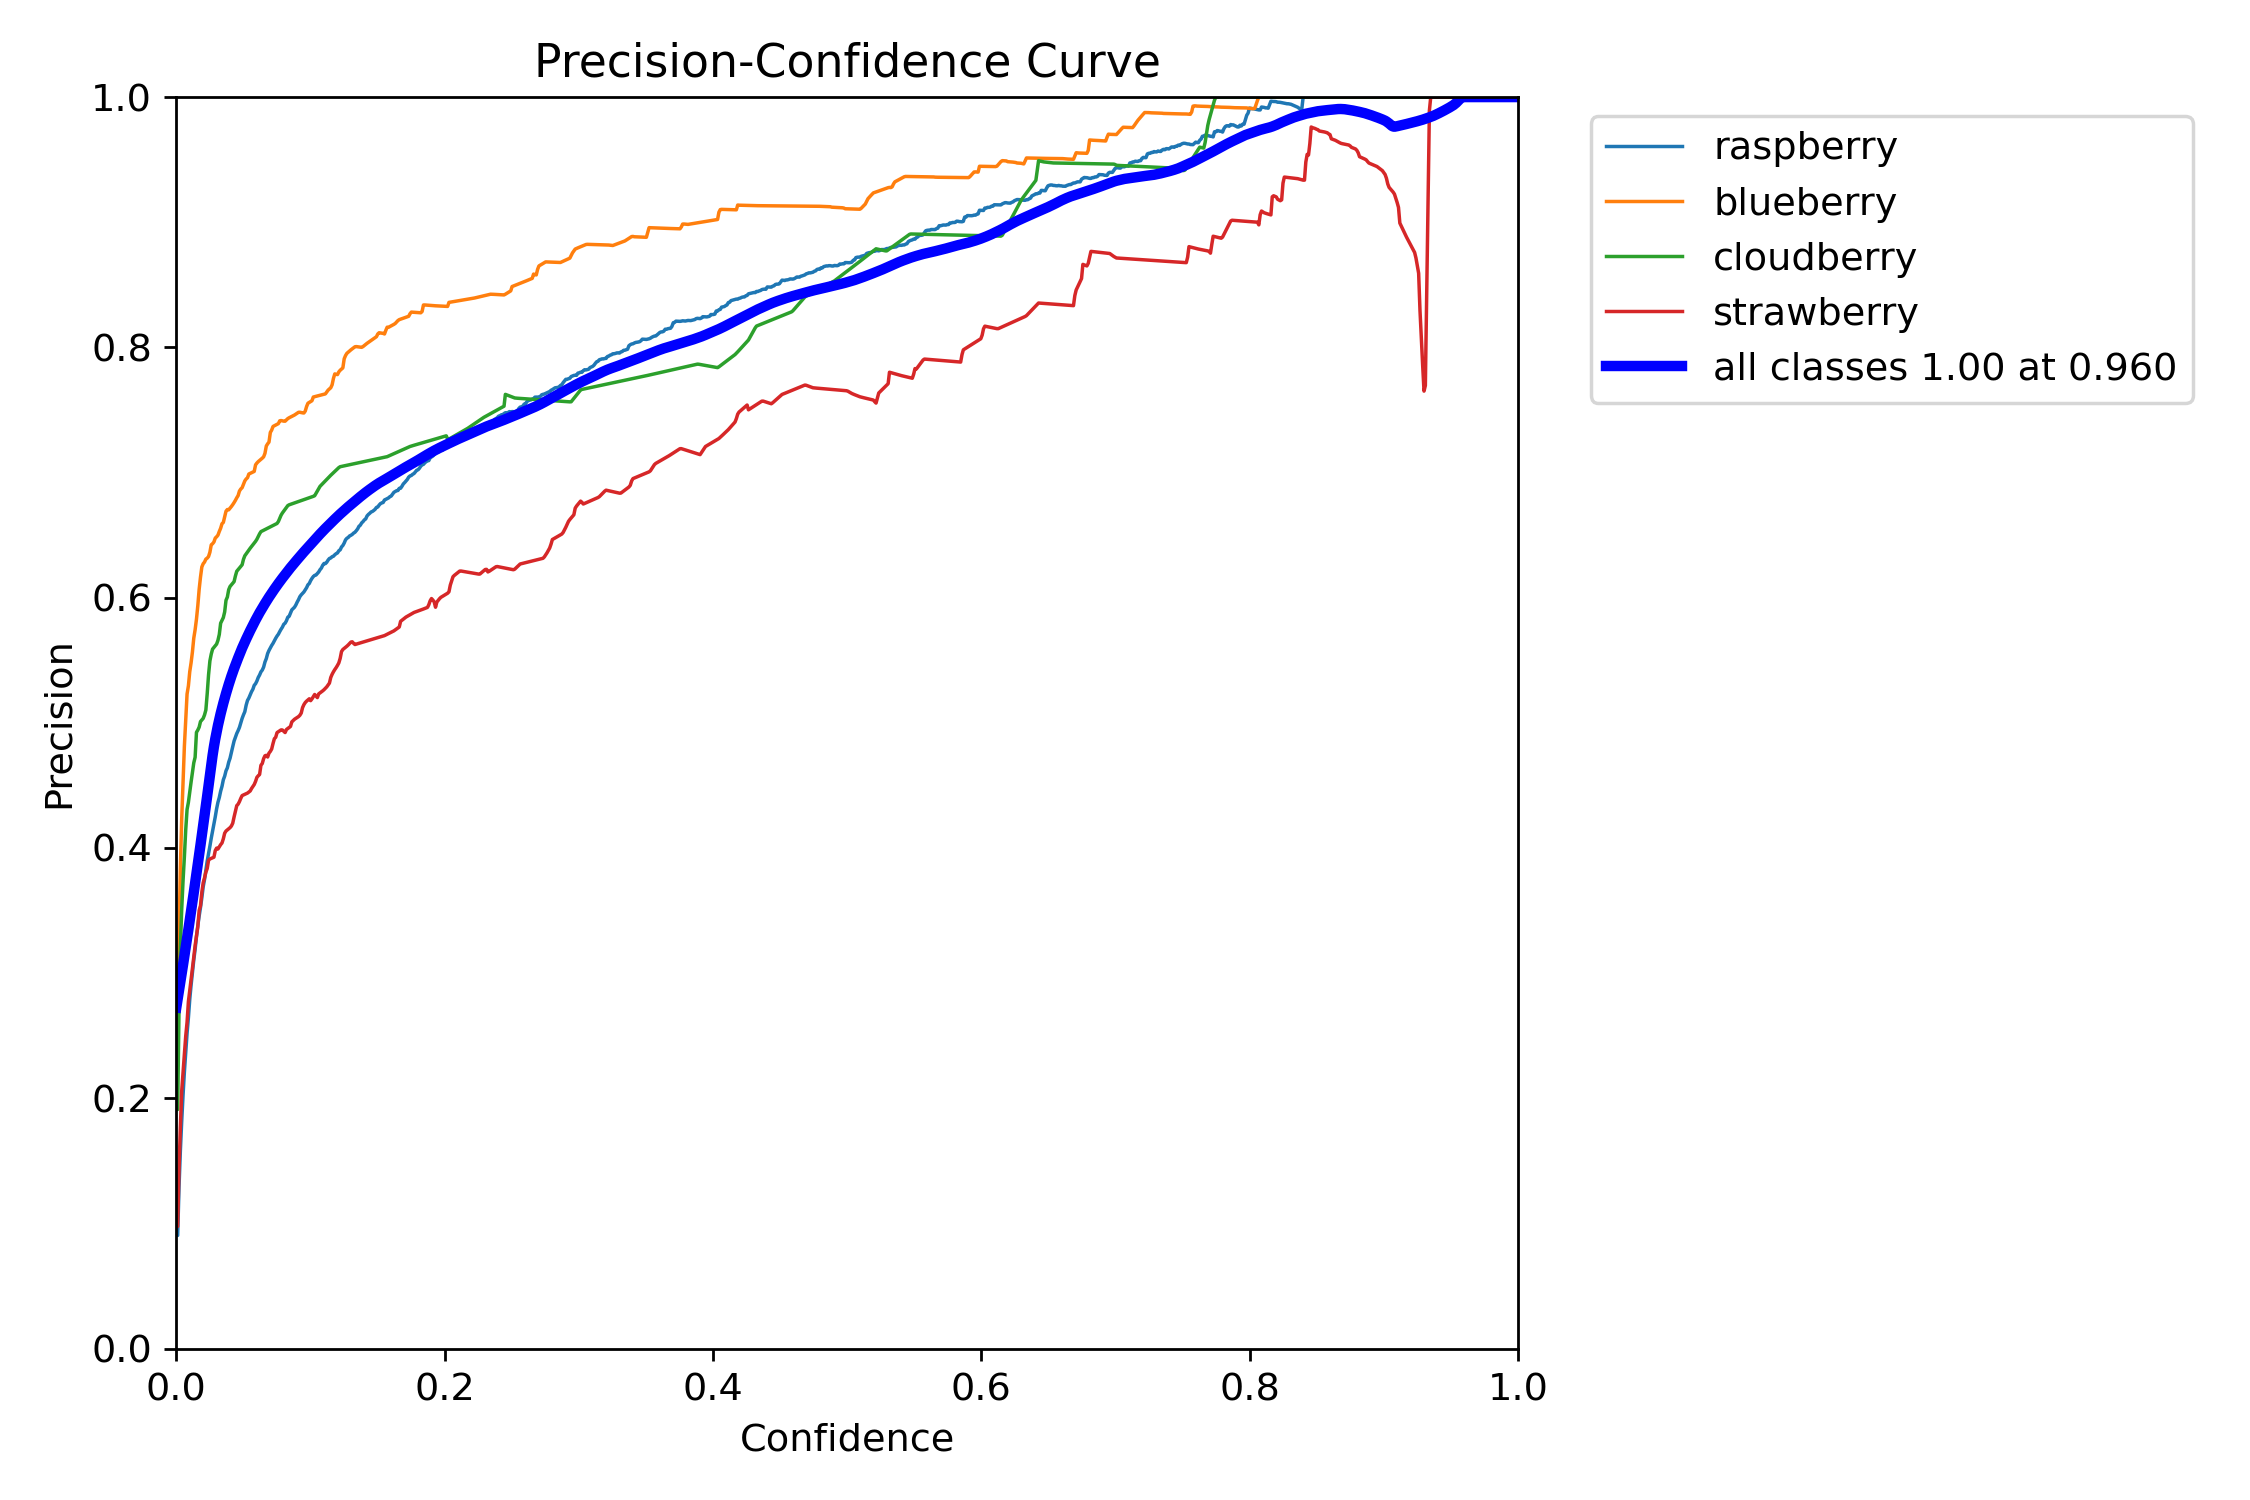 Precision-Confidence Curve
1.0
0.8
0.6
0.4
0.2
0.0
Precision
0.0 0.2 0.4 0.6 0.8 1.0
Confidence
raspberry
blueberry
cloudberry
strawberry
all classes 1.00 at 0.960